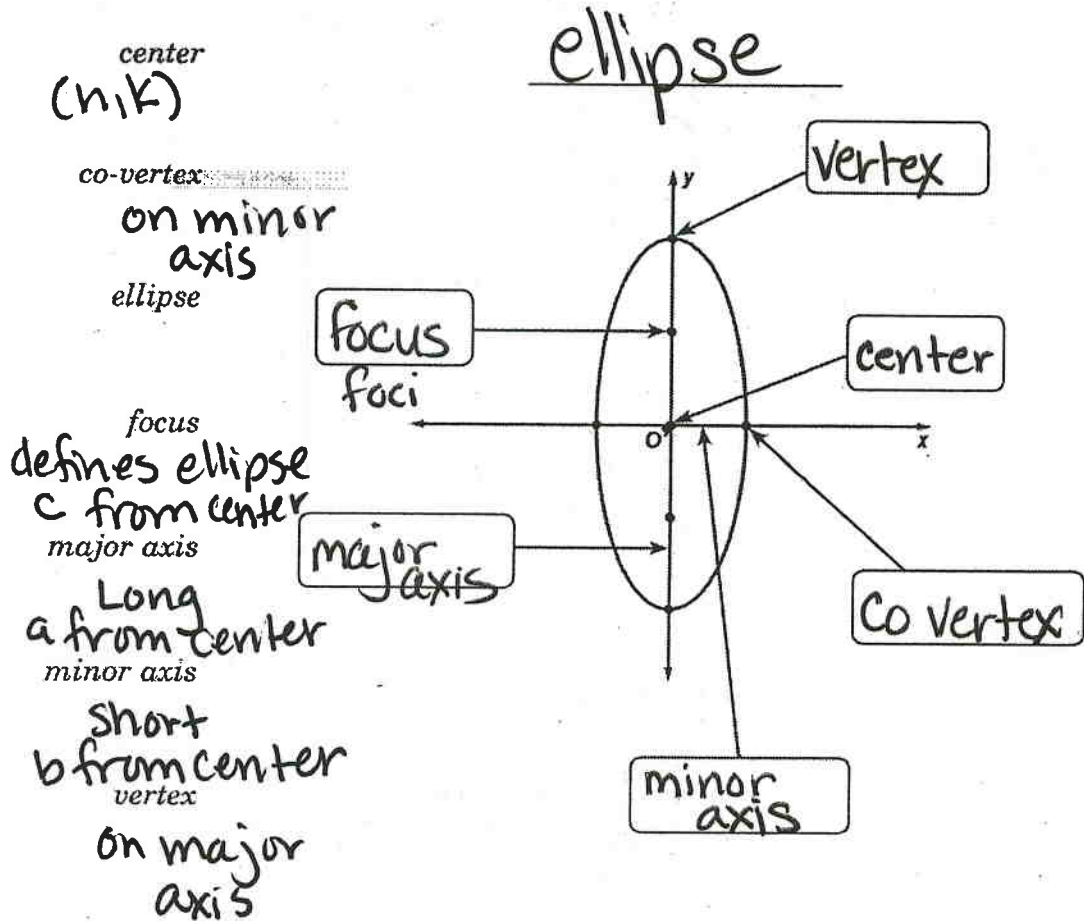 center
(h,k)
co-vertex
on minor
axis
ellipse
focus
defines ellipse
c from center
major axis
Long
a from center
minor axis
short
b from center
vertex
on major
axis
ellipse
vertex
y
focus
foci
center
O
x
major
axis
co vertex
minor
axis